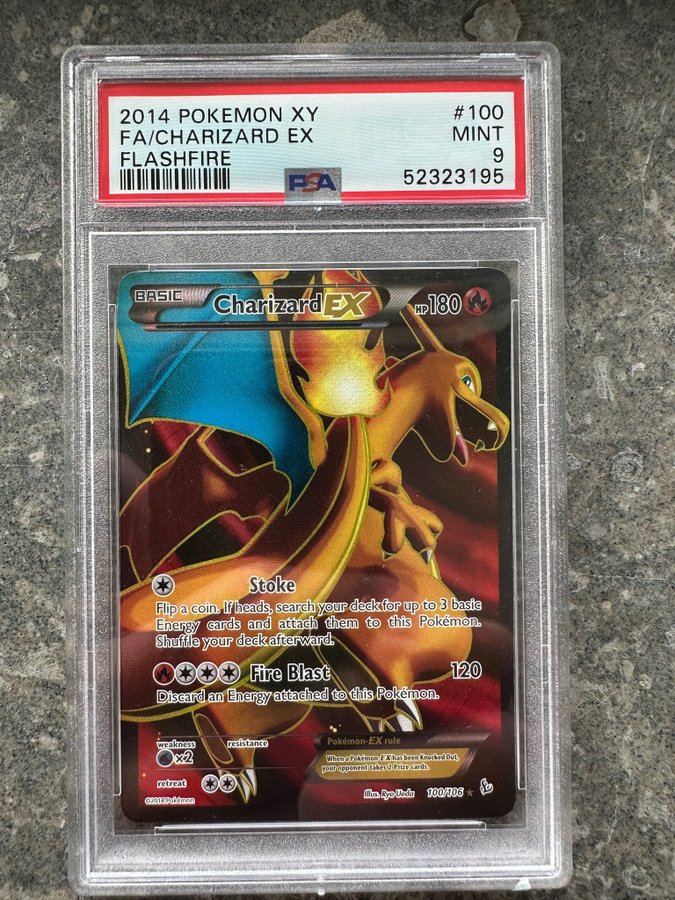 2014 POKEMON XY #100
FA/CHARIZARD EX MINT
FLASHFIRE 9
PSA 52323195
BASIC Charizard EX HP180
Stoke
Flip a coin. If heads, search your deck for up to 3 basic
Energy cards and attach them to this Pokémon.
Shuffle your deck afterward.
Fire Blast 120
Discard an Energy attached to this Pokémon.
weakness resistance
×2
Pokémon-EX rule
When a Pokémon-EX has been Knocked Out,
your opponent takes 2 Prize cards.
retreat
©2014 Pokémon Illus. Ryo Ueda 100/106